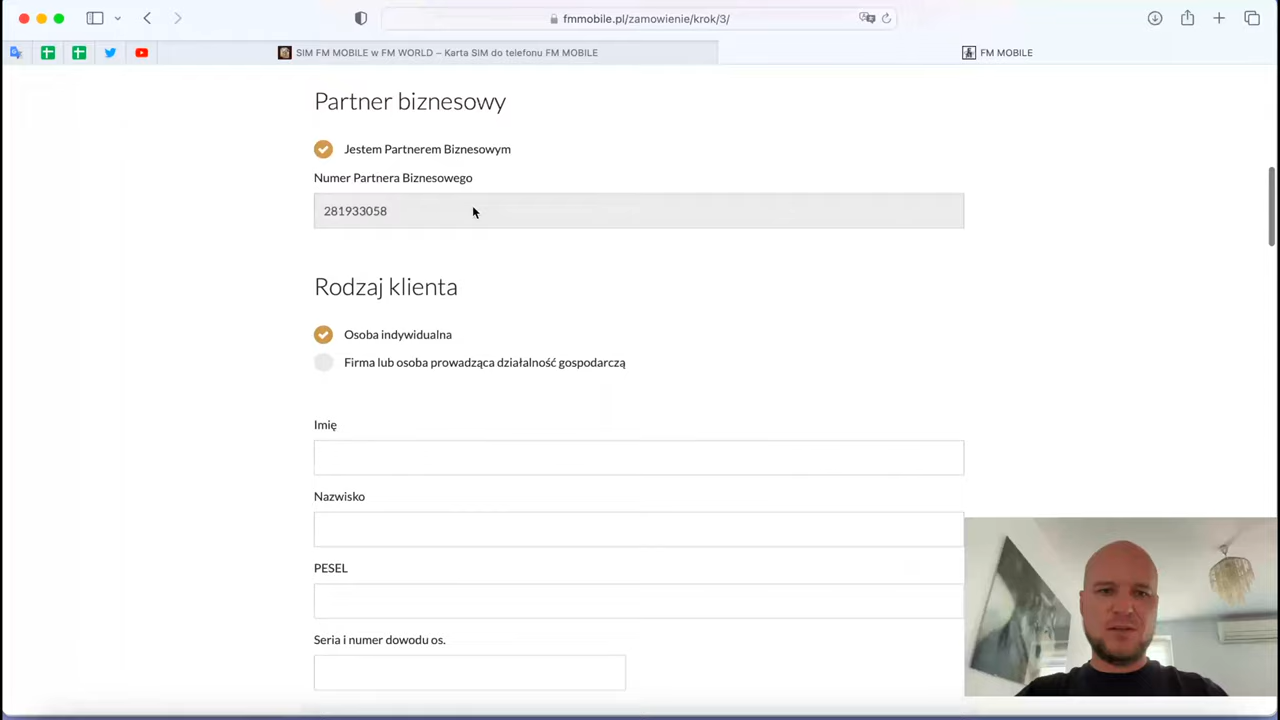 fmmobile.pl/zamowienie/krok/3/
SIM FM MOBILE w FM WORLD – Karta SIM do telefonu FM MOBILE
FM MOBILE
Partner biznesowy
Jestem Partnerem Biznesowym
Numer Partnera Biznesowego
281933058
Rodzaj klienta
Osoba indywidualna
Firma lub osoba prowadząca działalność gospodarczą
Imię
Nazwisko
PESEL
Seria i numer dowodu os.